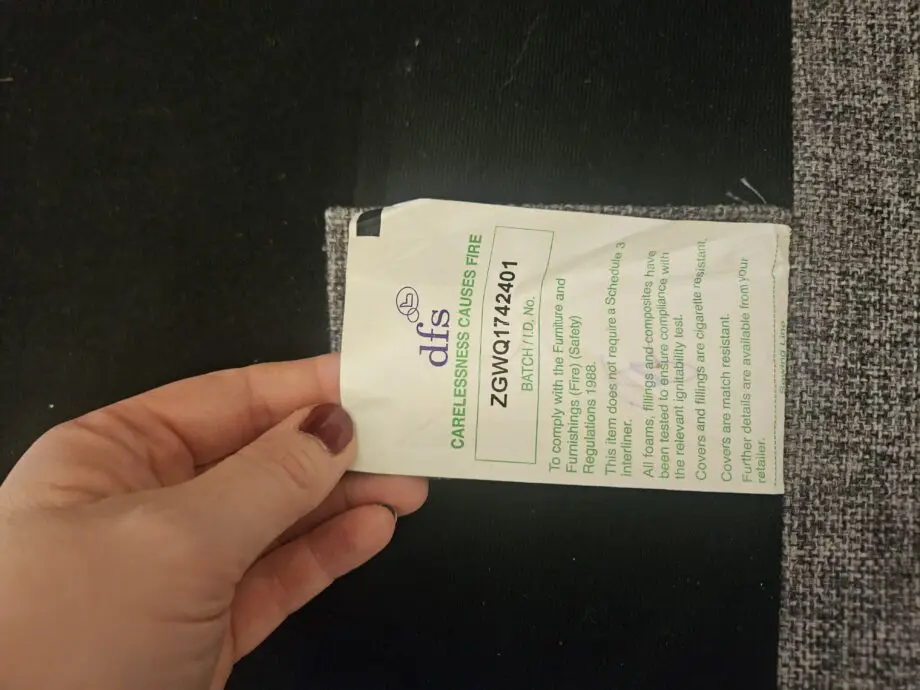 dfs
CARELESSNESS CAUSES FIRE
ZGWQ1742401
BATCH / I.D. No.
To comply with the Furniture and
Furnishings (Fire) (Safety)
Regulations 1988.
This item does not require a Schedule 3
Interliner.
All foams, fillings and composites have
been tested to ensure compliance with
the relevant ignitability test.
Covers and fillings are cigarette resistant.
Covers are match resistant.
Further details are available from your
retailer.
Sewing Line